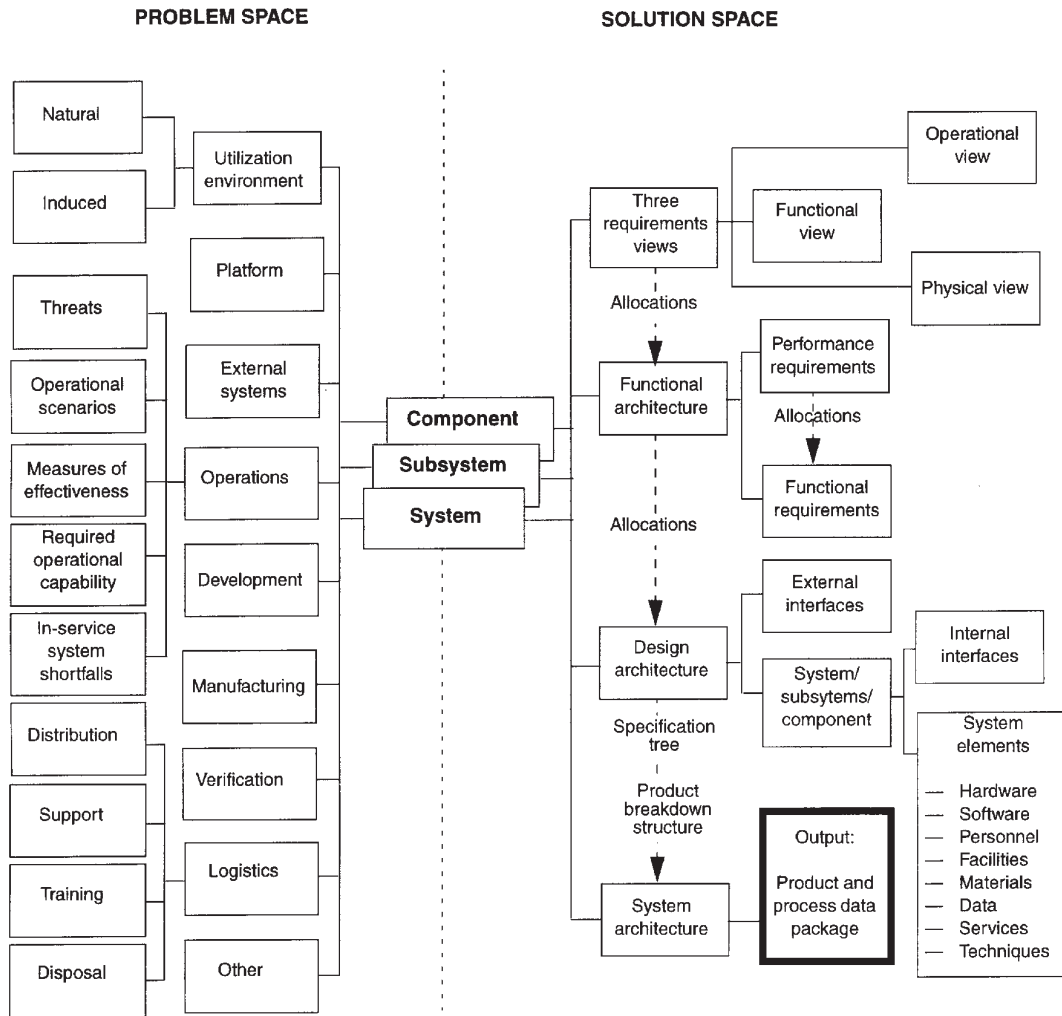 PROBLEM SPACE
SOLUTION SPACE
Natural
Induced
Utilization
environment
Platform
Threats
Operational
scenarios
Measures of
effectiveness
Required
operational
capability
In-service
system
shortfalls
External
systems
Operations
Development
Manufacturing
Distribution
Support
Training
Disposal
Verification
Logistics
Other
Component
Subsystem
System
Three
requirements
views
Operational
view
Functional
view
Physical view
Allocations
Functional
architecture
Performance
requirements
Allocations
Functional
requirements
Allocations
Design
architecture
External
interfaces
System/
subsytems/
component
Internal
interfaces
System
elements
— Hardware
— Software
— Personnel
— Facilities
— Materials
— Data
— Services
— Techniques
Specification
tree
Product
breakdown
structure
System
architecture
Output:
Product and
process data
package